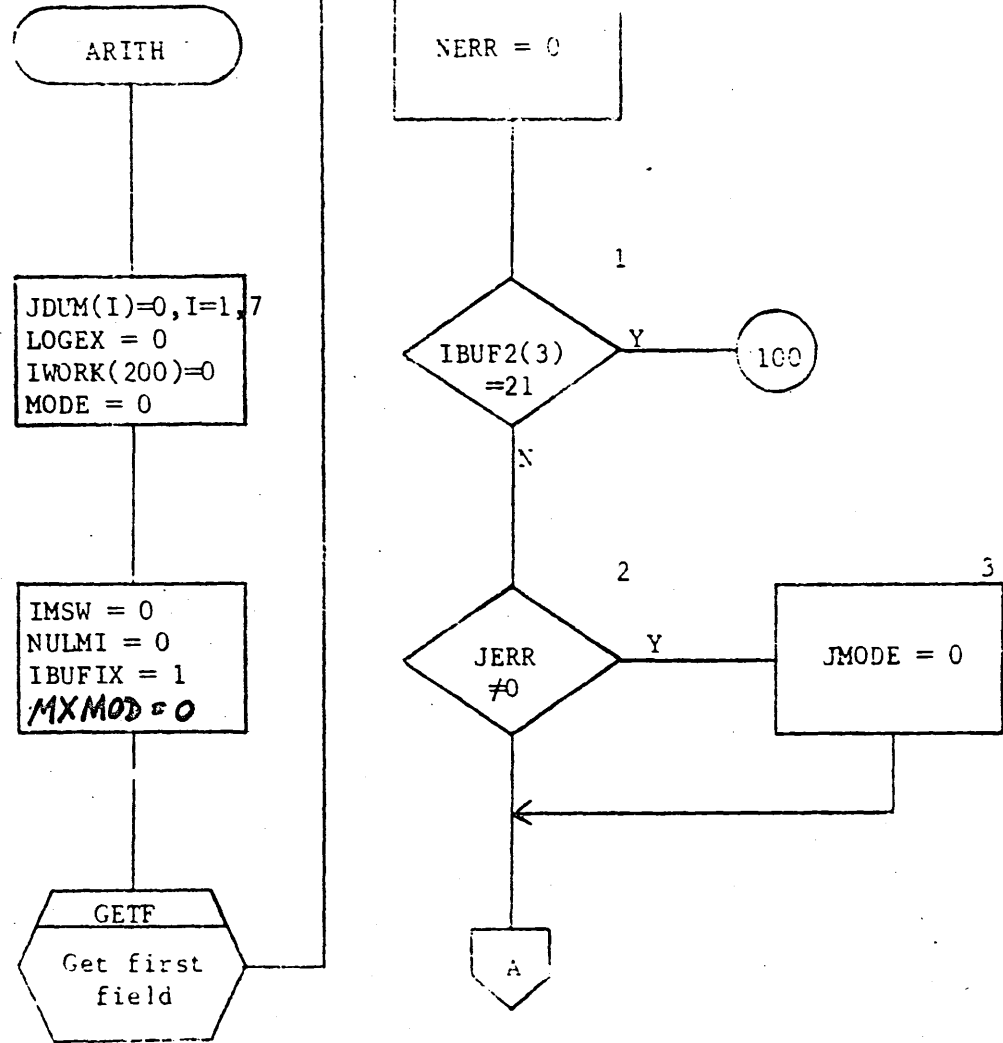 ARITH
JDUM(I)=0,I=1,7
LOGEX = 0
IWORK(200)=0
MODE = 0
IMSW = 0
NULMI = 0
IBUFIX = 1
MXMOD = 0
GETF
Get first
field
NERR = 0
1
IBUF2(3)
=21
Y
100
N
2
JERR
≠0
Y
3
JMODE = 0
A